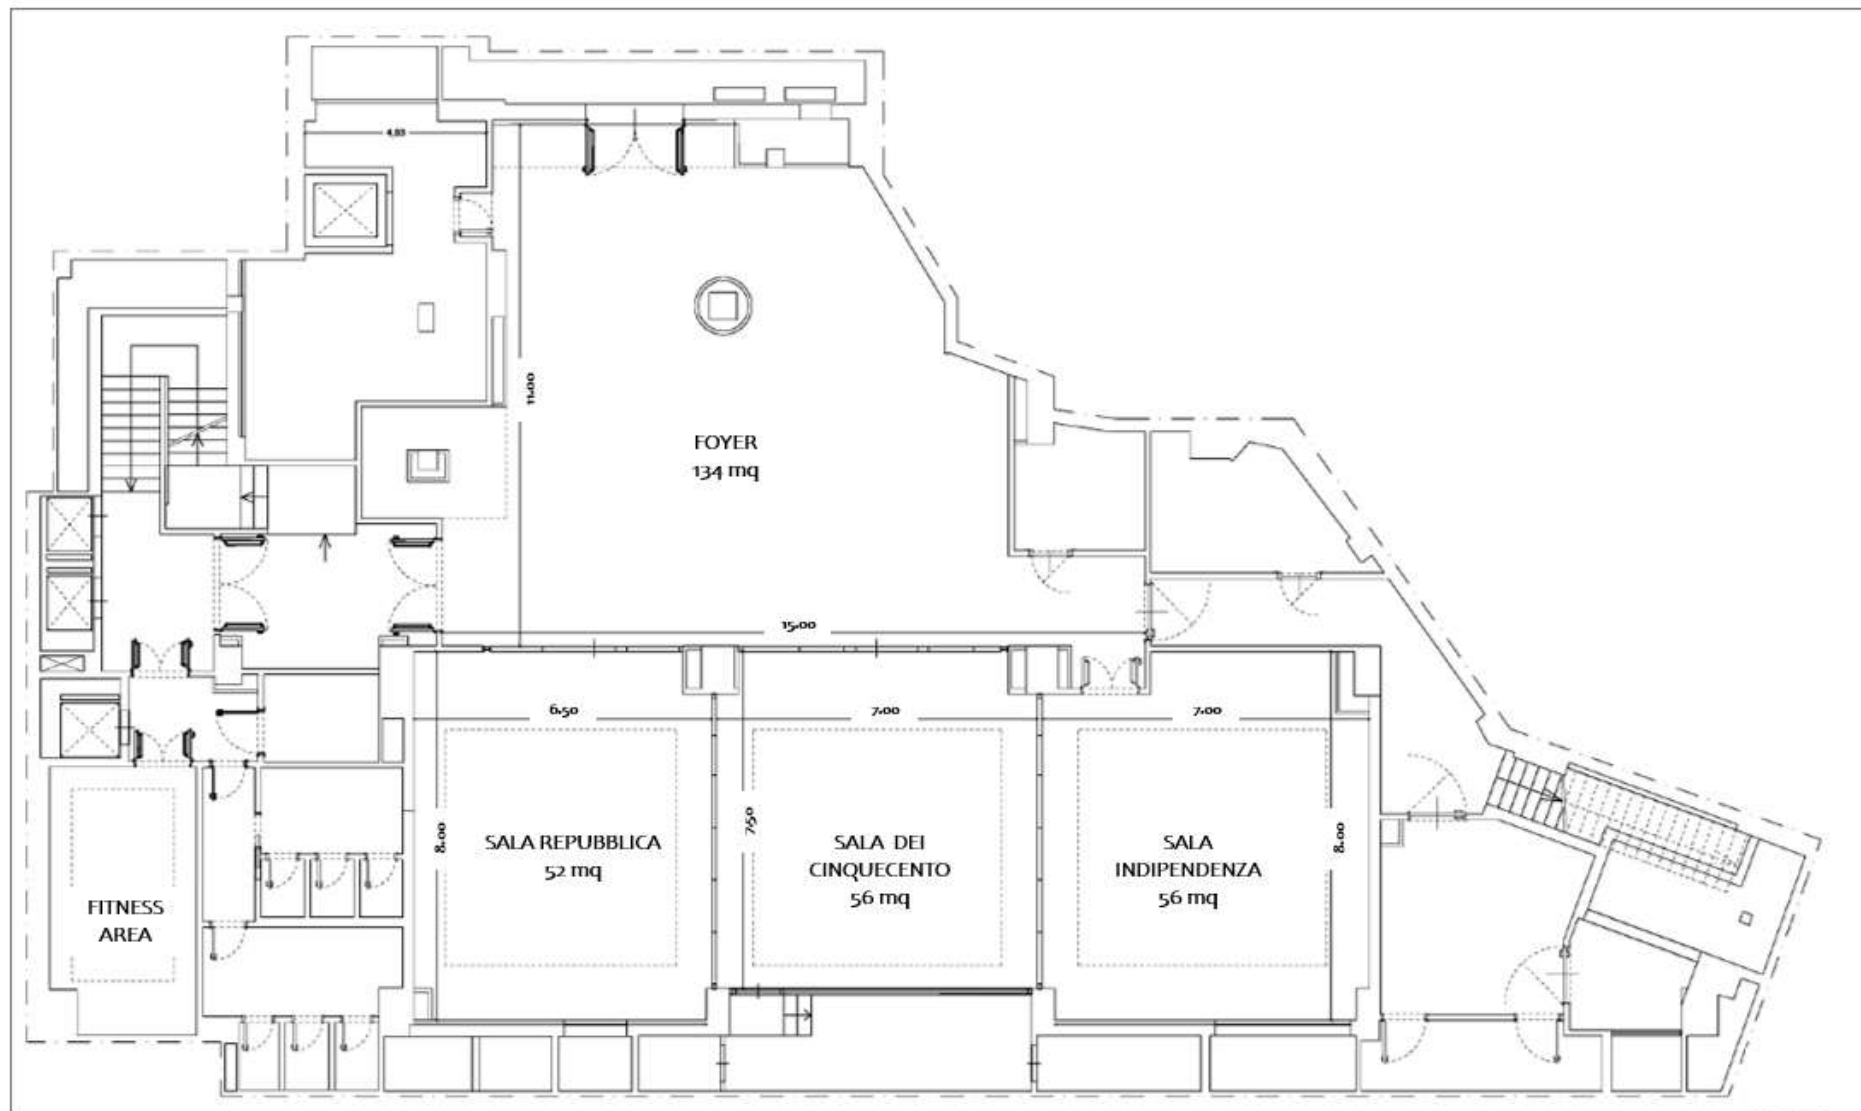 4,83
11.00
FOYER
134 mq
15.00
6.50
7.00
7.00
8.00
7.50
8.00
SALA REPUBBLICA
52 mq
SALA DEI
CINQUECENTO
56 mq
SALA
INDIPENDENZA
56 mq
FITNESS
AREA